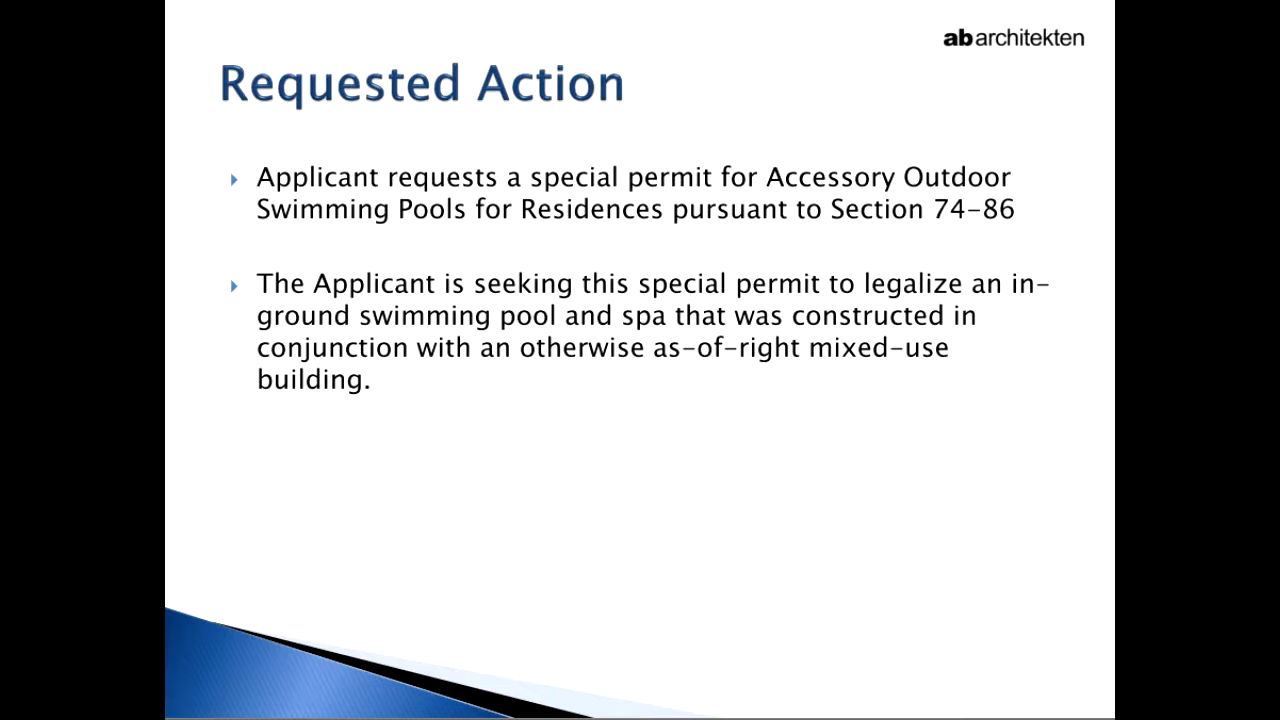 ab architekten
Requested Action
Applicant requests a special permit for Accessory Outdoor
Swimming Pools for Residences pursuant to Section 74-86
The Applicant is seeking this special permit to legalize an in-
ground swimming pool and spa that was constructed in
conjunction with an otherwise as-of-right mixed-use
building.